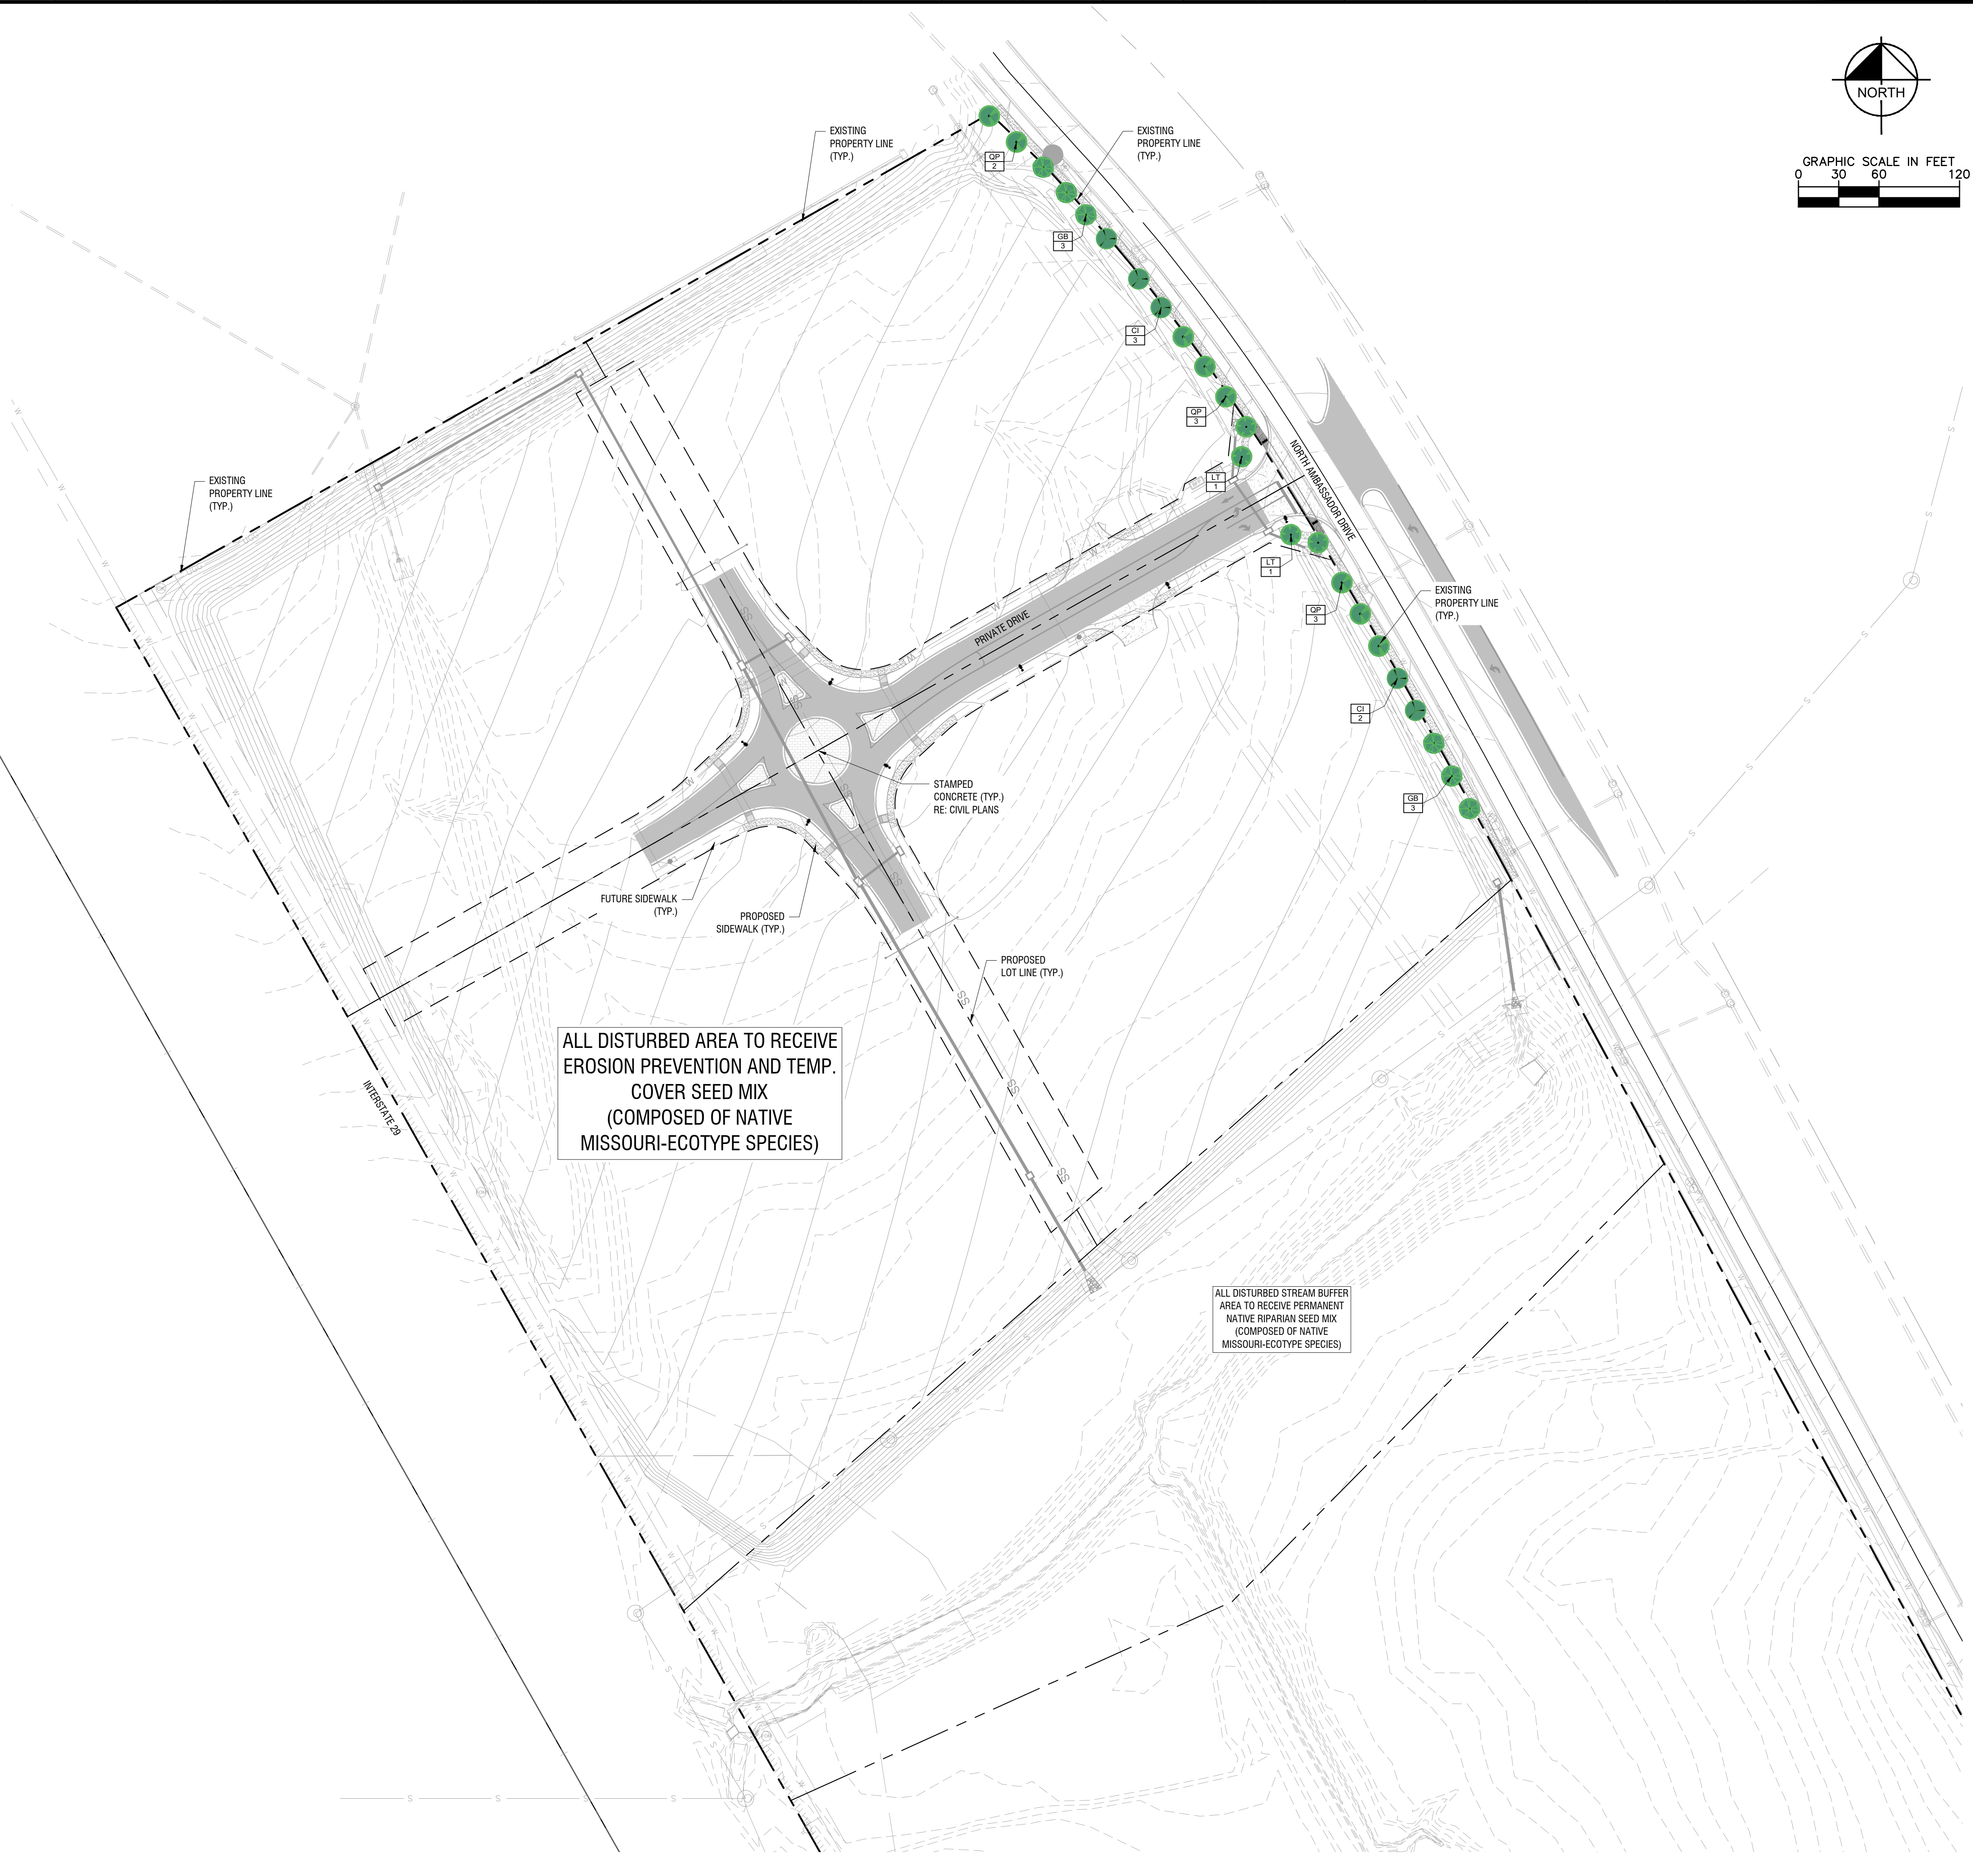 NORTH
GRAPHIC SCALE IN FEET
0 30 60 120
EXISTING
PROPERTY LINE
(TYP.)
EXISTING
PROPERTY LINE
(TYP.)
QP
2
GB
3
CI
3
QP
3
LT
1
NORTH AMBASSADOR DRIVE
EXISTING
PROPERTY LINE
(TYP.)
LT
1
QP
3
EXISTING
PROPERTY LINE
(TYP.)
PRIVATE DRIVE
CI
2
GB
3
STAMPED
CONCRETE (TYP.)
RE: CIVIL PLANS
FUTURE SIDEWALK
(TYP.)
PROPOSED
SIDEWALK (TYP.)
PROPOSED
LOT LINE (TYP.)
ALL DISTURBED AREA TO RECEIVE
EROSION PREVENTION AND TEMP.
COVER SEED MIX
(COMPOSED OF NATIVE
MISSOURI-ECOTYPE SPECIES)
INTERSTATE 29
ALL DISTURBED STREAM BUFFER
AREA TO RECEIVE PERMANENT
NATIVE RIPARIAN SEED MIX
(COMPOSED OF NATIVE
MISSOURI-ECOTYPE SPECIES)